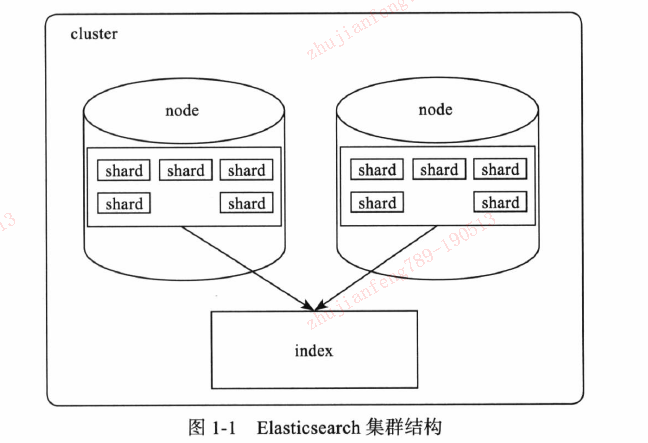 cluster
node
node
shard shard shard
shard shard shard
shard shard
shard shard
index
图 1-1 Elasticsearch 集群结构
zhujianfeng
zhujianfeng789-190513
13